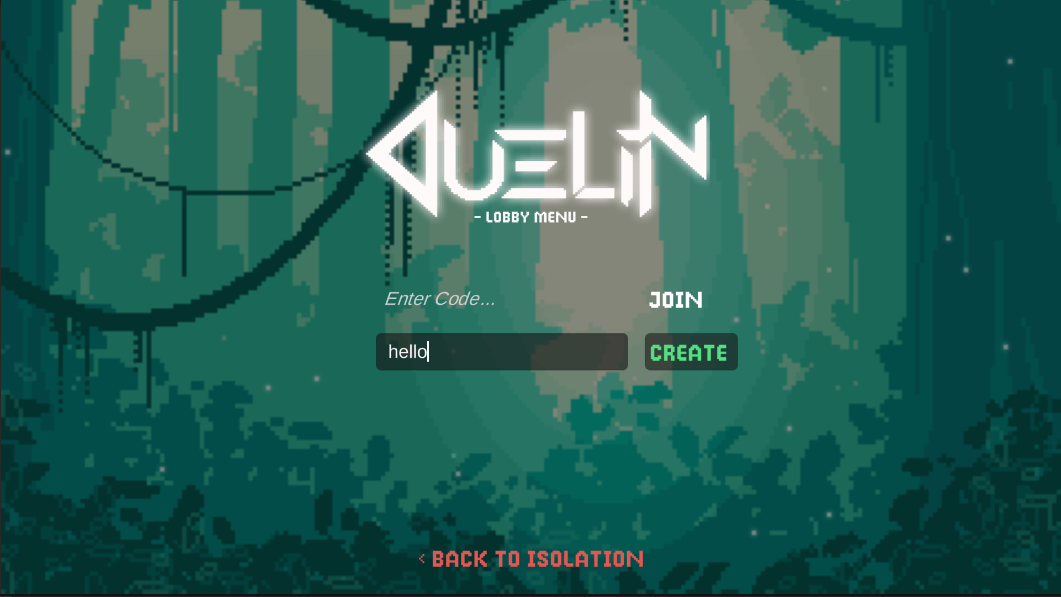 DUELiN
- LOBBY MENU -
Enter Code...
JOIN
hello
CREATE
< BACK TO ISOLATION